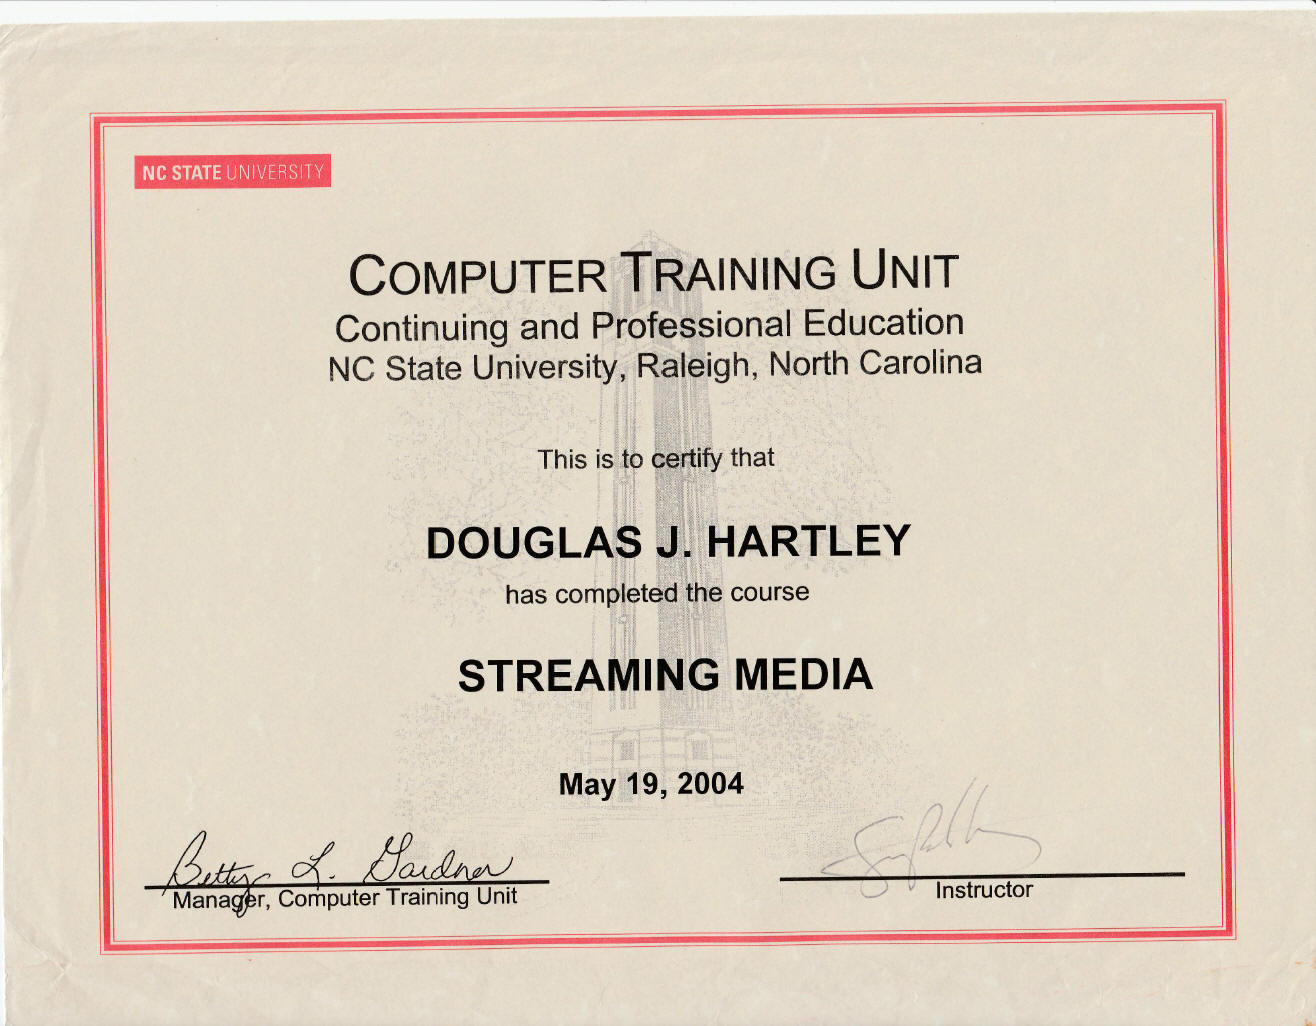 NC STATE UNIVERSITY
COMPUTER TRAINING UNIT
Continuing and Professional Education
NC State University, Raleigh, North Carolina
This is to certify that
DOUGLAS J. HARTLEY
has completed the course
STREAMING MEDIA
May 19, 2004
Betty L. Gardner
Manager, Computer Training Unit
Instructor